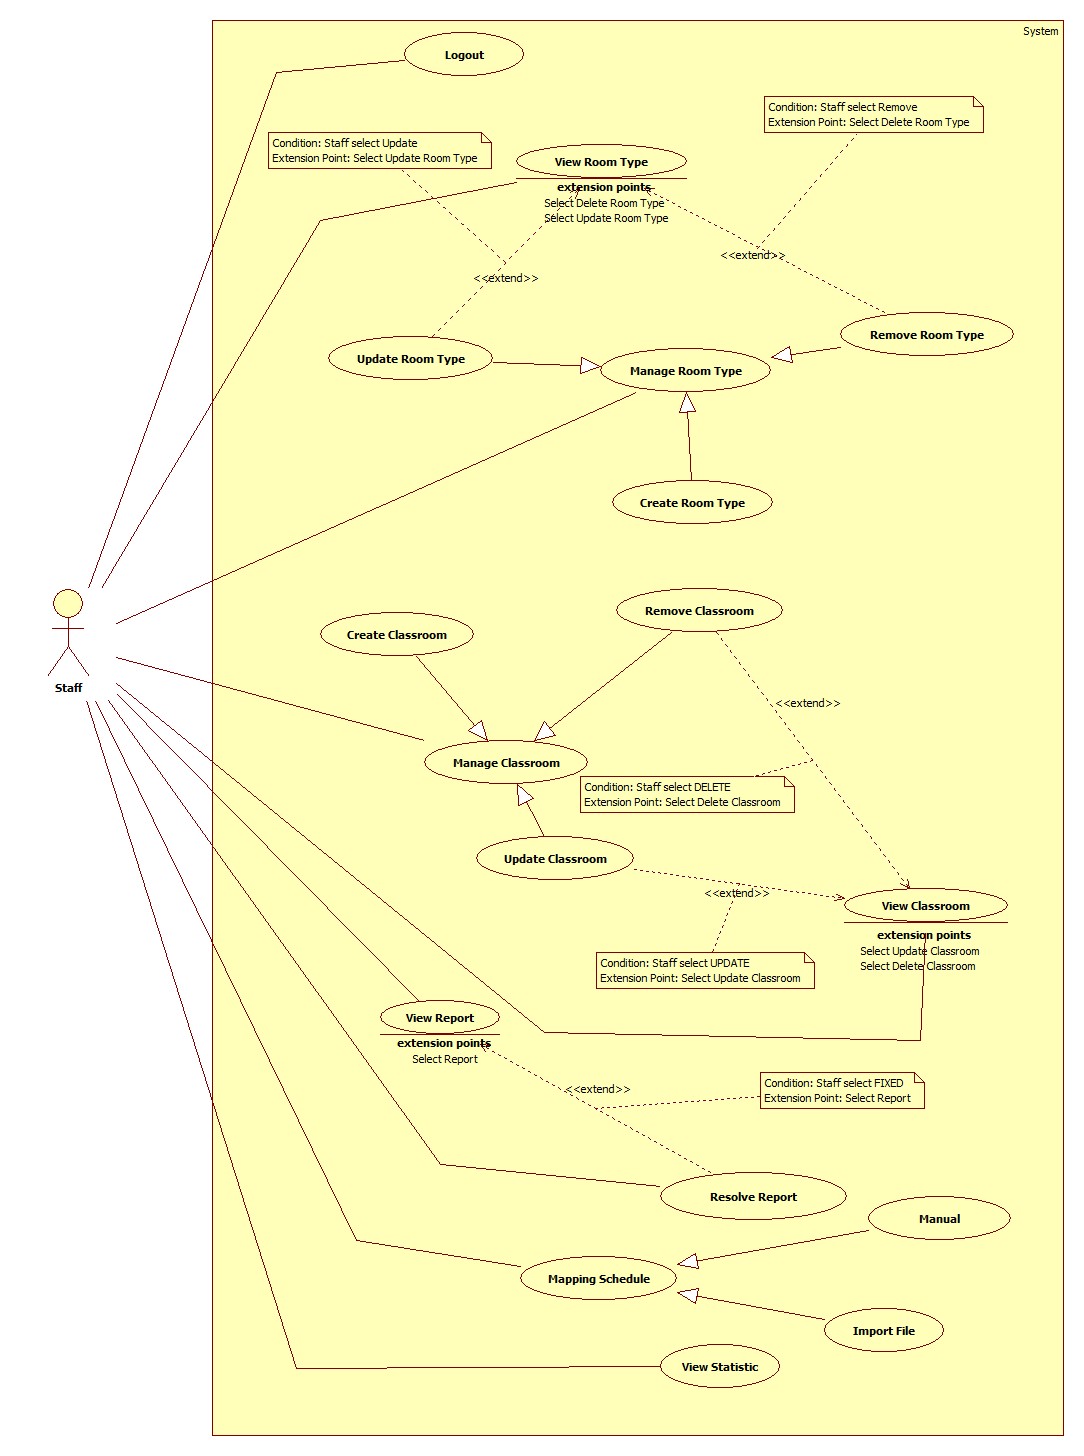 System
Logout
Condition: Staff select Remove
Extension Point: Select Delete Room Type
Condition: Staff select Update
Extension Point: Select Update Room Type
View Room Type
extension points
Select Delete Room Type
Select Update Room Type
<<extend>>
<<extend>>
Remove Room Type
Update Room Type
Manage Room Type
Create Room Type
Remove Classroom
Create Classroom
Staff
<<extend>>
Manage Classroom
Condition: Staff select DELETE
Extension Point: Select Delete Classroom
Update Classroom
<<extend>>
View Classroom
extension points
Select Update Classroom
Select Delete Classroom
Condition: Staff select UPDATE
Extension Point: Select Update Classroom
View Report
extension points
Select Report
<<extend>>
Condition: Staff select FIXED
Extension Point: Select Report
Resolve Report
Manual
Mapping Schedule
Import File
View Statistic